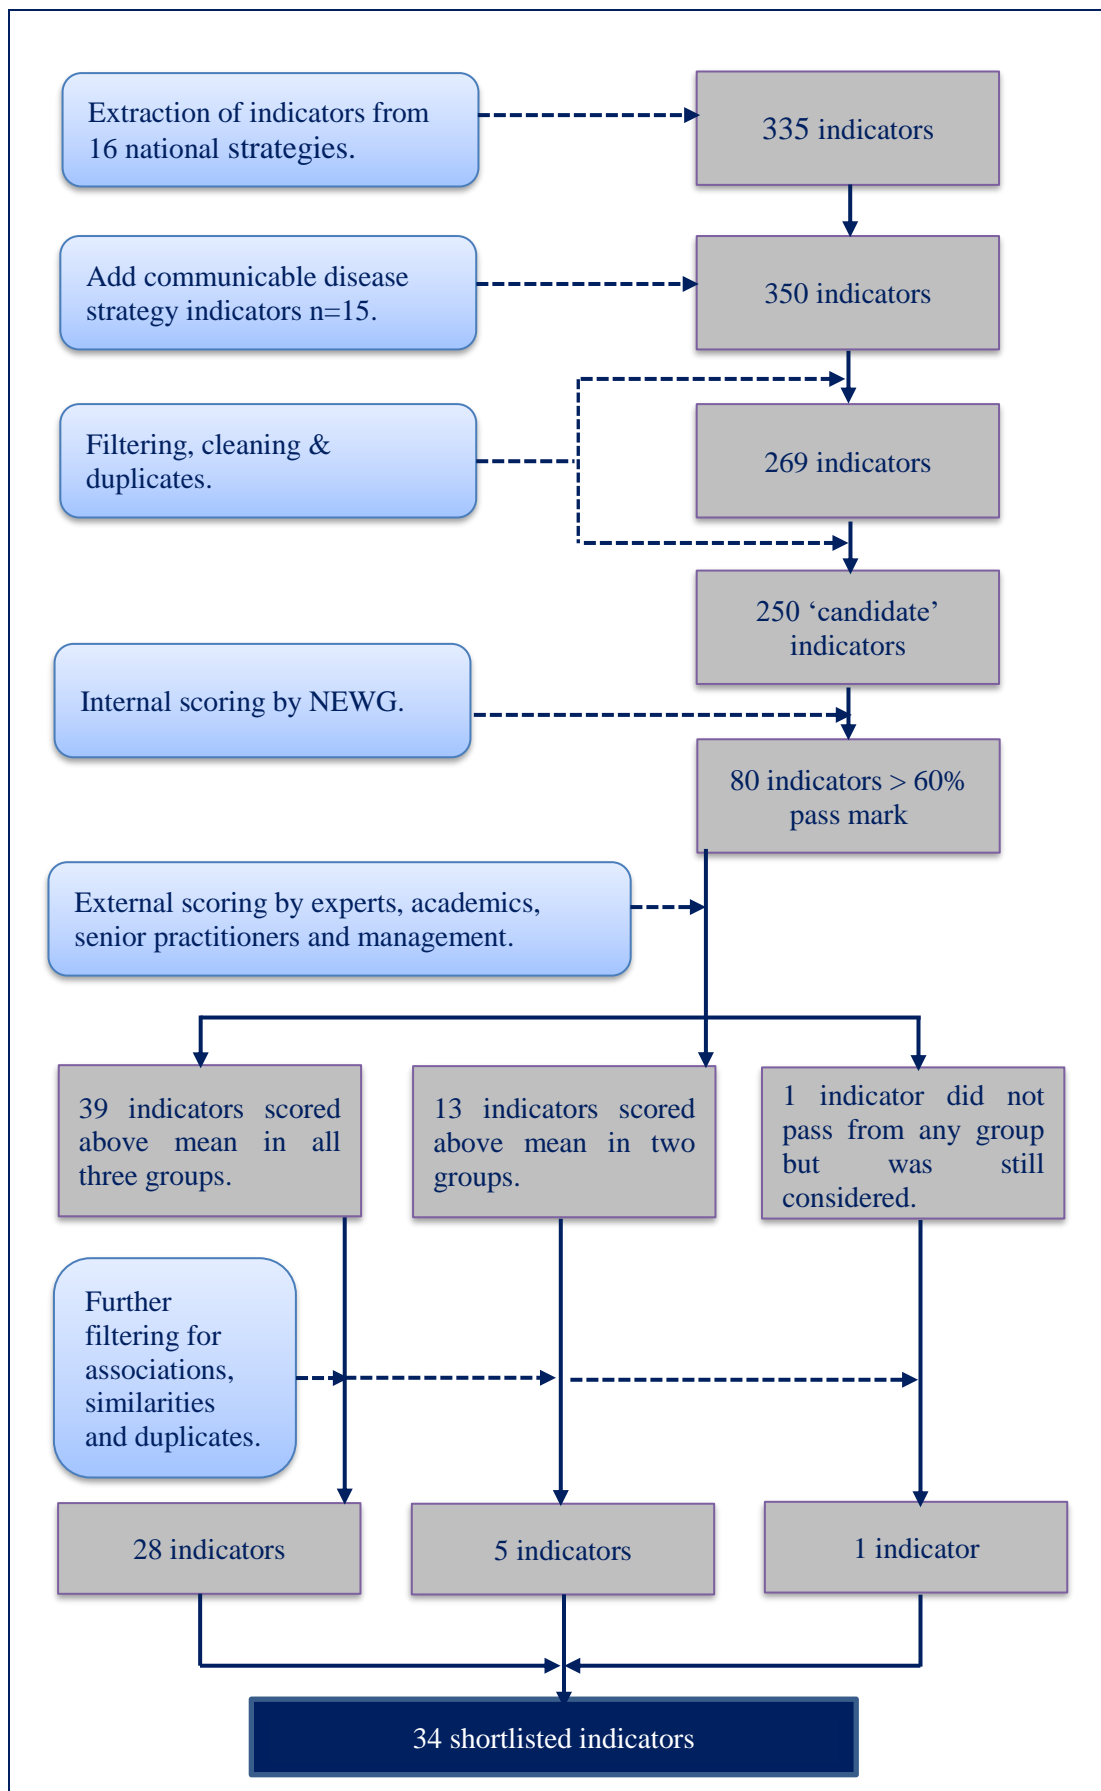 Extraction of indicators from
16 national strategies.
335 indicators
Add communicable disease
strategy indicators n=15.
350 indicators
Filtering, cleaning &
duplicates.
269 indicators
250 ‘candidate’
indicators
Internal scoring by NEWG.
80 indicators > 60%
pass mark
External scoring by experts, academics,
senior practitioners and management.
39 indicators scored
above mean in all
three groups.
13 indicators scored
above mean in two
groups.
1 indicator did not
pass from any group
but was still
considered.
Further
filtering for
associations,
similarities
and duplicates.
28 indicators
5 indicators
1 indicator
34 shortlisted indicators